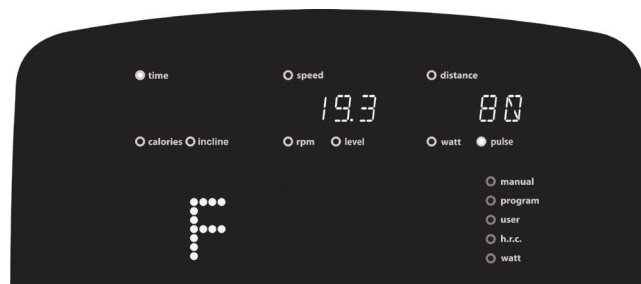 time speed distance
19.3 80
calories incline rpm level watt pulse
manual
program
user
h.r.c.
watt
F